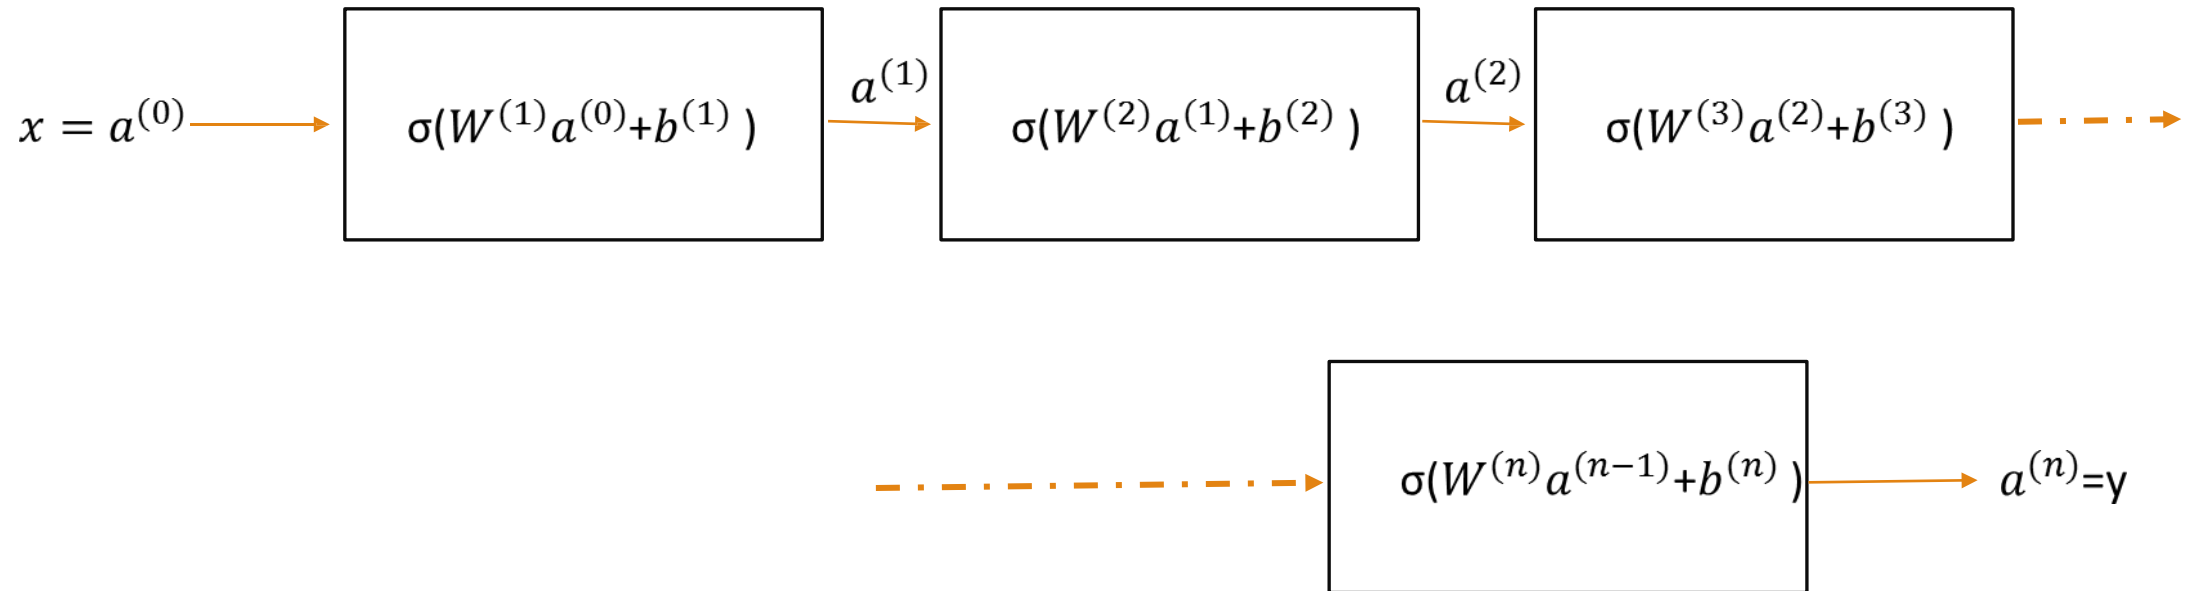 x = a^(0)
σ(W^(1)a^(0)+b^(1) )
a^(1)
σ(W^(2)a^(1)+b^(2) )
a^(2)
σ(W^(3)a^(2)+b^(3) )
σ(W^(n)a^(n−1)+b^(n) )
a^(n)=y